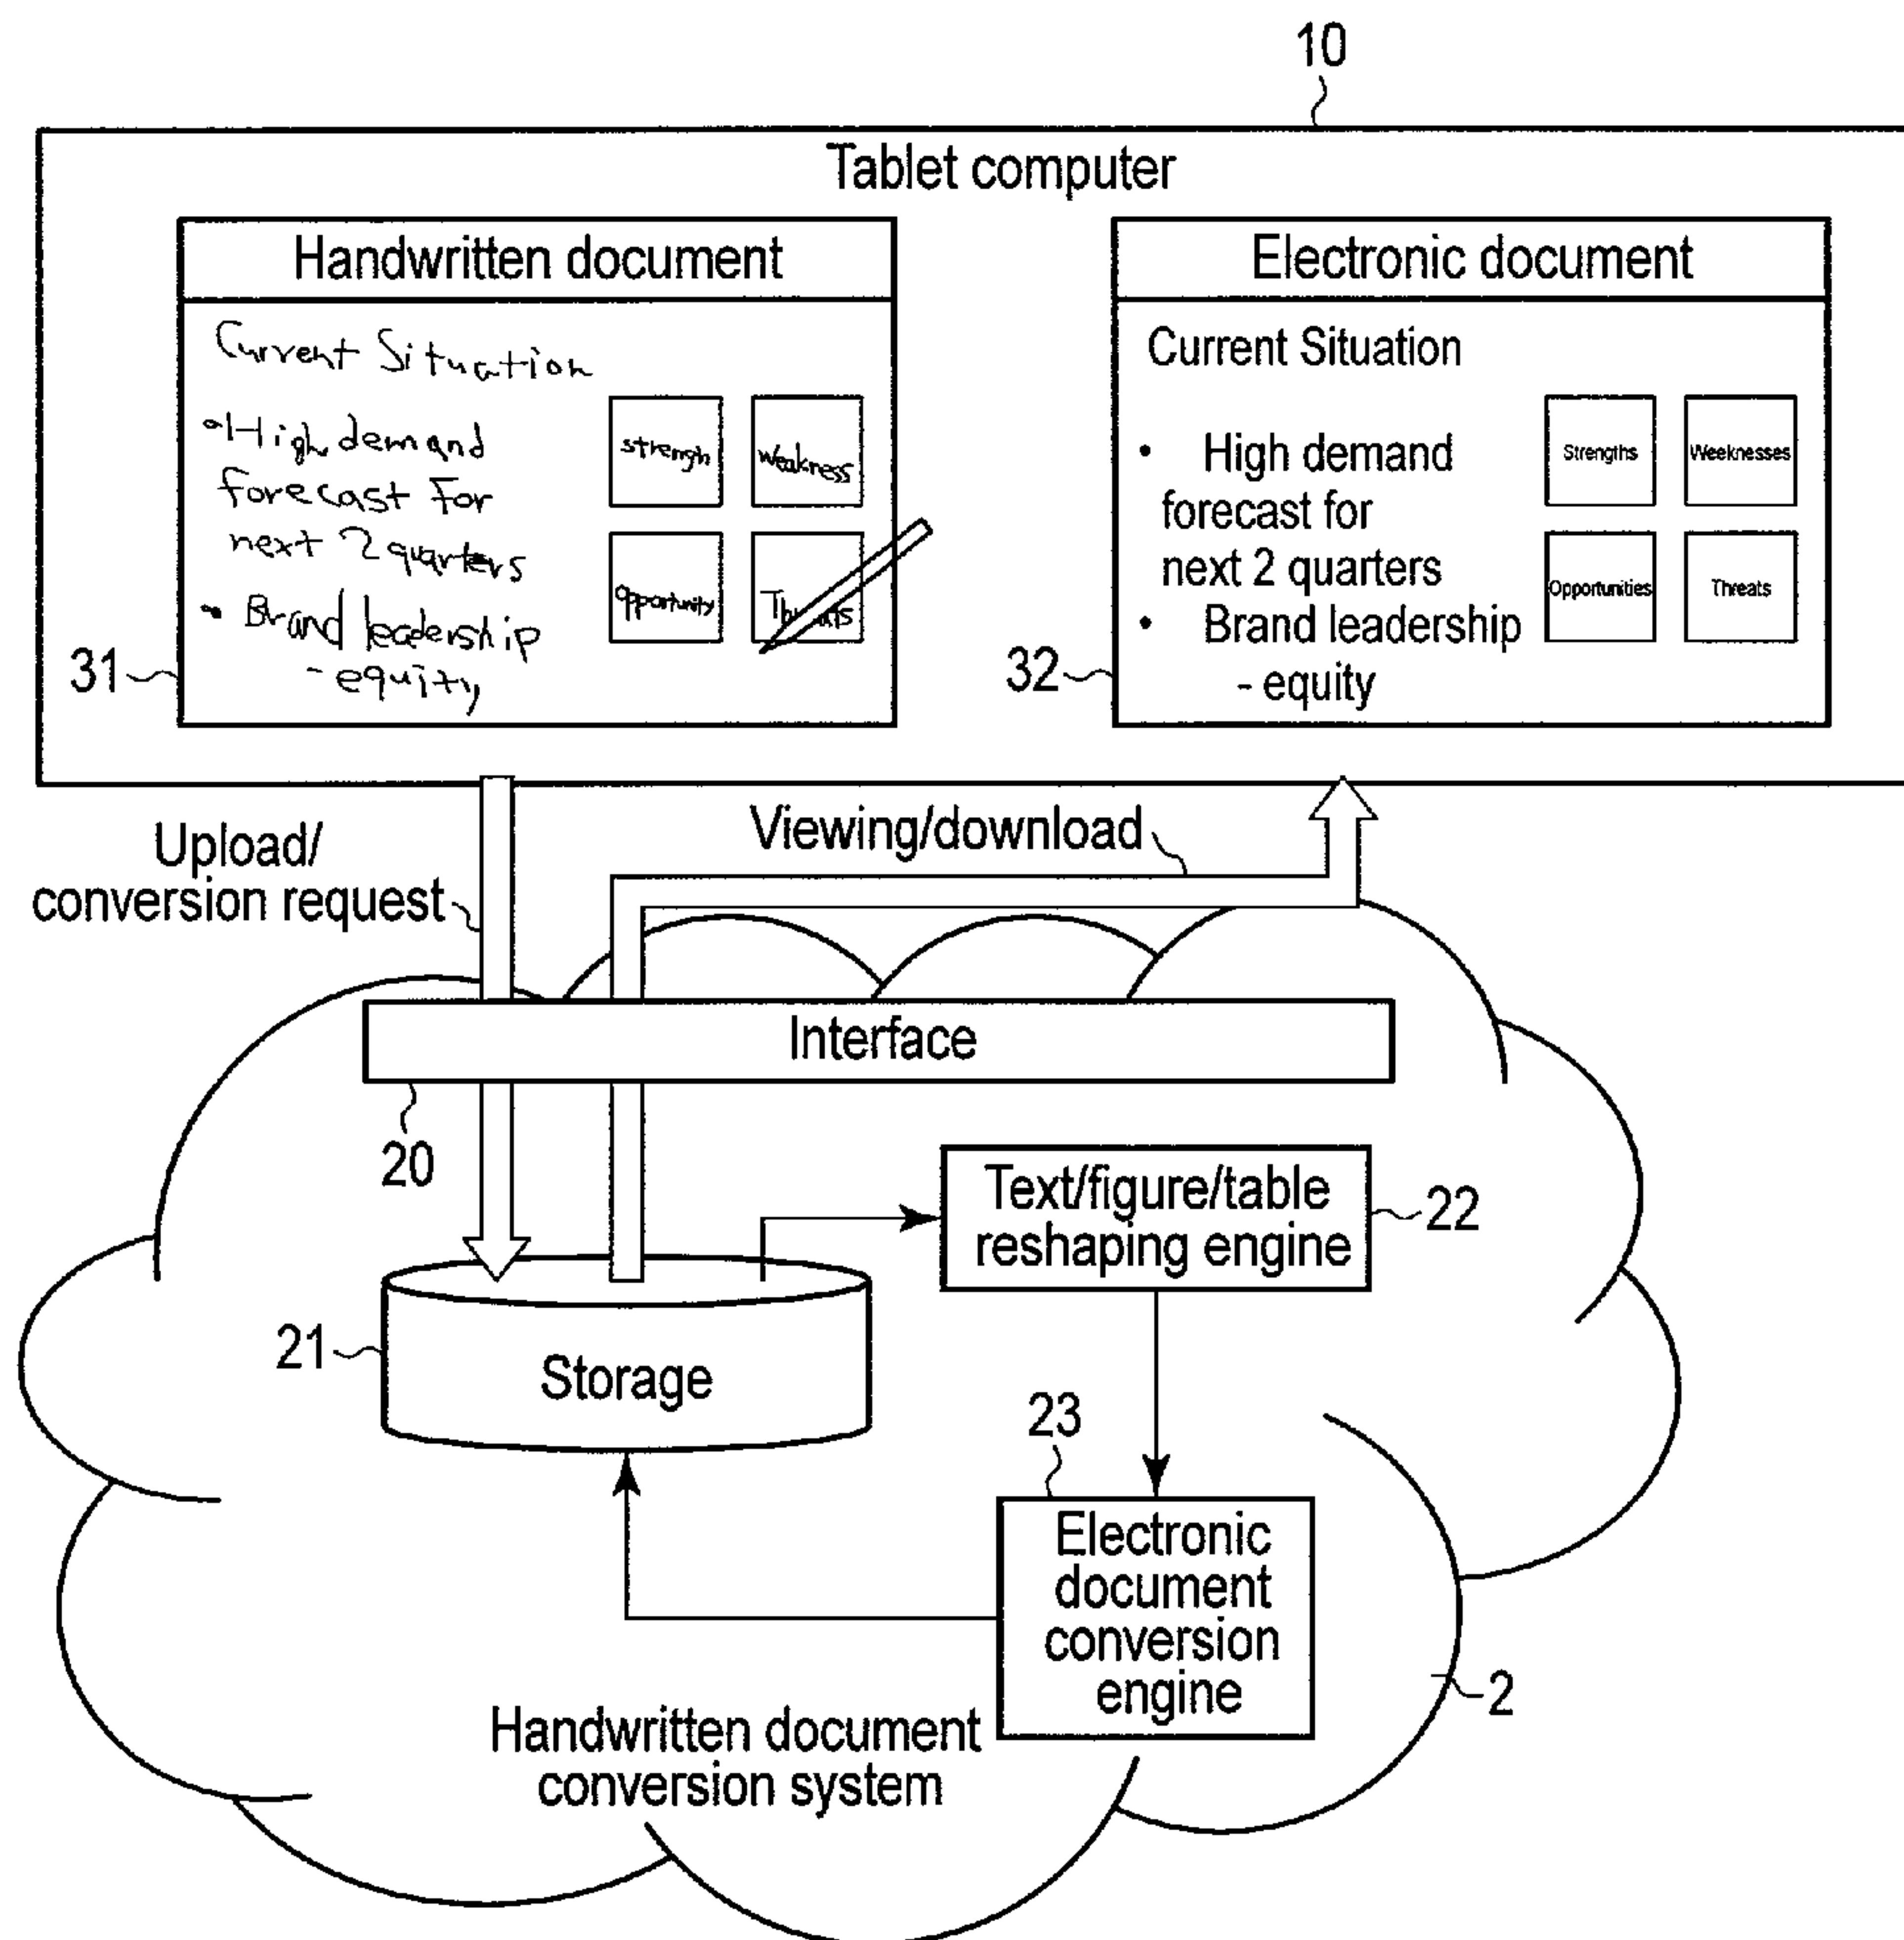 10
Tablet computer
Handwritten document
Current Situation
• High demand
forecast for
next 2 quarters
• Brand leadership
- equity
strength
weakness
opportunity
31
Electronic document
Current Situation
• High demand
forecast for
next 2 quarters
• Brand leadership
- equity
Strengths
Weeknesses
Opportunities
Threats
32
Upload/
conversion request
Viewing/download
Interface
20
Text/figure/table
reshaping engine
22
21
Storage
23
Electronic
document
conversion
engine
2
Handwritten document
conversion system